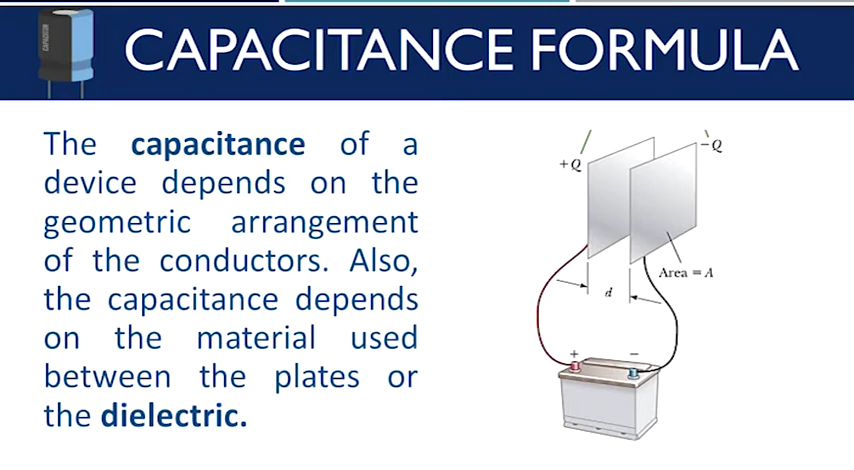 CAPACITOR
CAPACITANCE FORMULA
The capacitance of a
device depends on the
geometric arrangement
of the conductors. Also,
the capacitance depends
on the material used
between the plates or
the dielectric.
+Q
−Q
Area = A
d
+
−